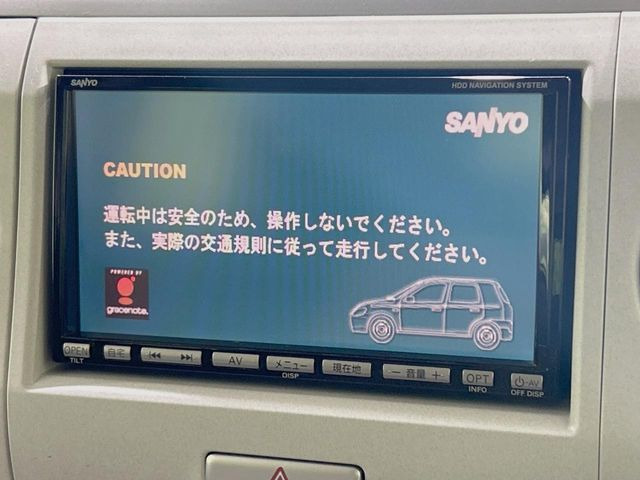 SANYO
HDD NAVIGATION SYSTEM
SANYO
CAUTION
運転中は安全のため、操作しないでください。
また、実際の交通規則に従って走行してください。
POWERED BY
gracenote.
OPEN 自宅 AV メニュー 現在地 − 音量 + OPT ⏻·AV
TILT DISP INFO OFF DISP